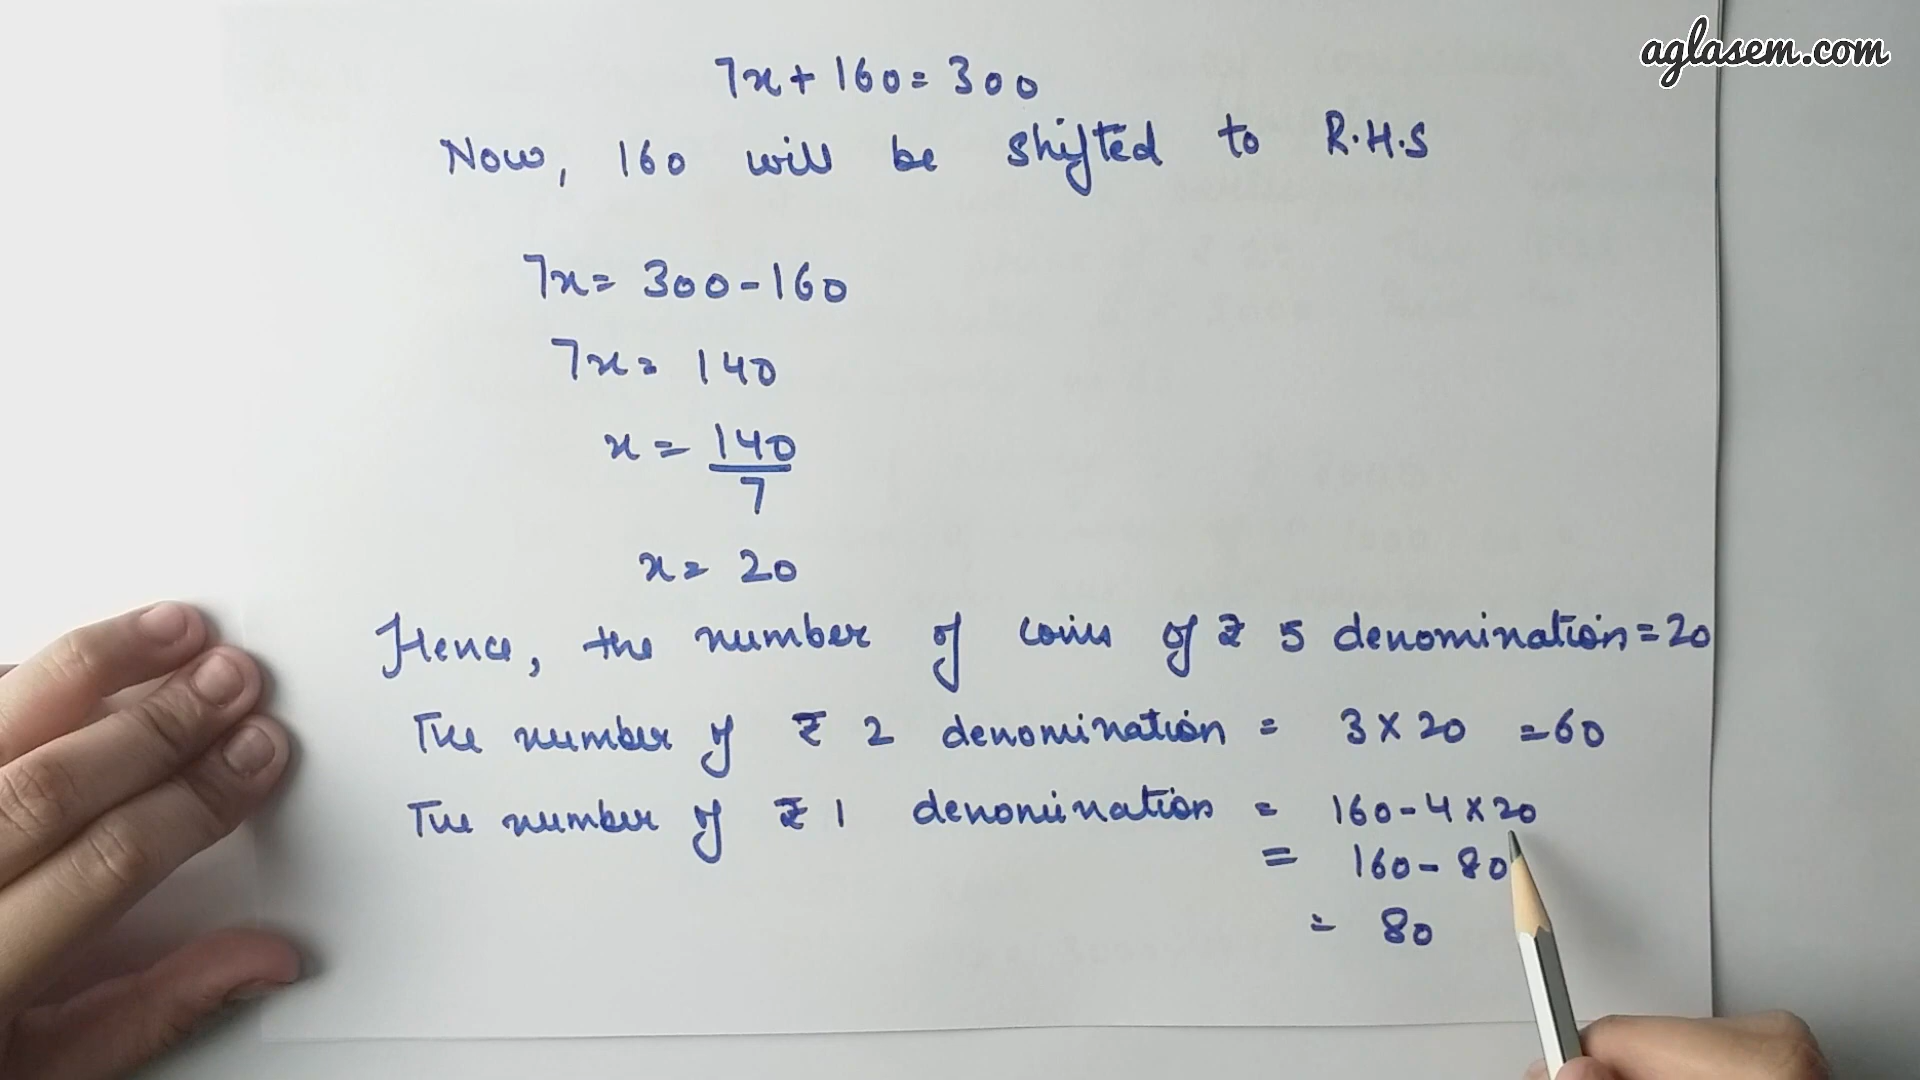 aglasem.com
7x+160=300
Now, 160 will be shifted to R.H.S
7x= 300-160
7x= 140
x = 140/7
x= 20
Hence, the number of coins of ₹ 5 denomination=20
The number of ₹ 2 denomination = 3×20 =60
The number of ₹ 1 denomination = 160-4×20
= 160-80
= 80